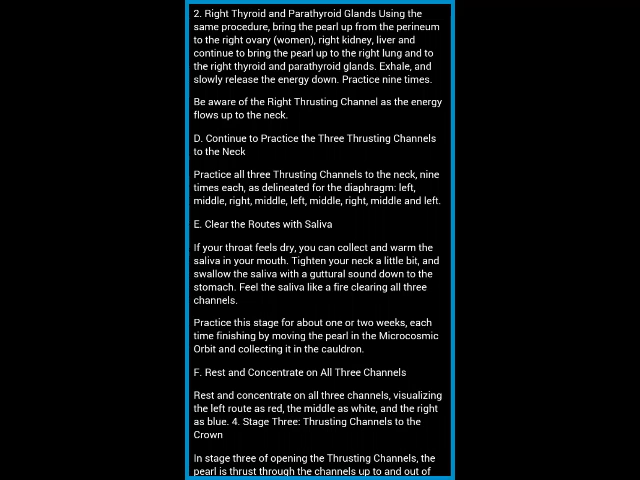 2. Right Thyroid and Parathyroid Glands Using the
same procedure, bring the pearl up from the perineum
to the right ovary (women), right kidney, liver and
continue to bring the pearl up to the right lung and to
the right thyroid and parathyroid glands. Exhale, and
slowly release the energy down. Practice nine times.
Be aware of the Right Thrusting Channel as the energy
flows up to the neck.
D. Continue to Practice the Three Thrusting Channels
to the Neck
Practice all three Thrusting Channels to the neck, nine
times each, as delineated for the diaphragm: left,
middle, right, middle, left, middle, right, middle and left.
E. Clear the Routes with Saliva
If your throat feels dry, you can collect and warm the
saliva in your mouth. Tighten your neck a little bit, and
swallow the saliva with a guttural sound down to the
stomach. Feel the saliva like a fire clearing all three
channels.
Practice this stage for about one or two weeks, each
time finishing by moving the pearl in the Microcosmic
Orbit and collecting it in the cauldron.
F. Rest and Concentrate on All Three Channels
Rest and concentrate on all three channels, visualizing
the left route as red, the middle as white, and the right
as blue. 4. Stage Three: Thrusting Channels to the
Crown
In stage three of opening the Thrusting Channels, the
pearl is thrust through the channels up to and out of